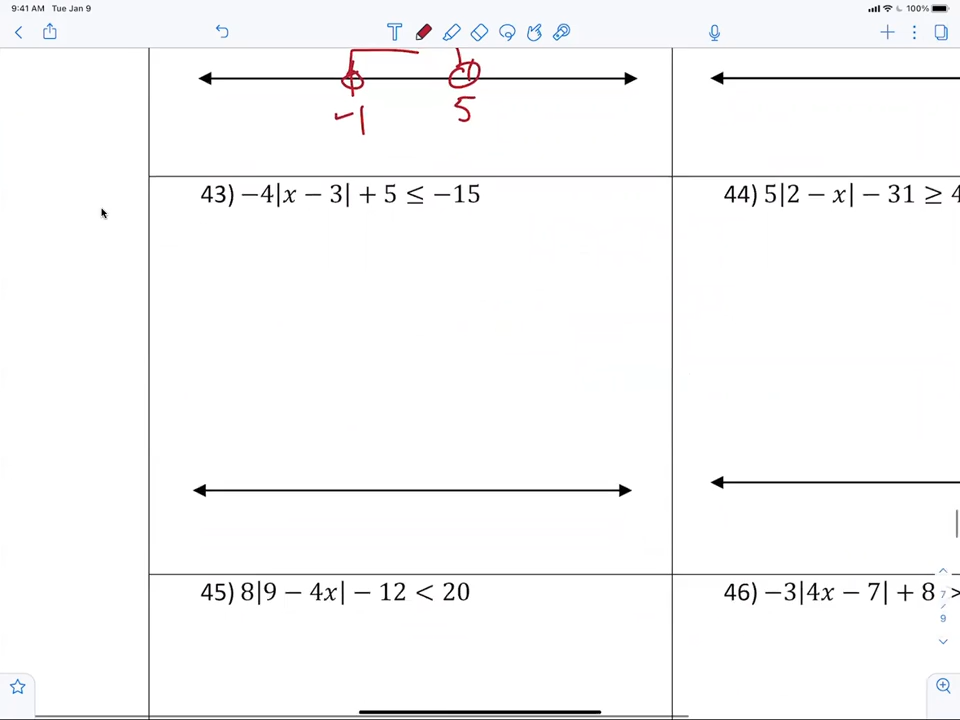 9:41 AM Tue Jan 9
100%
-1
5
43) −4|x − 3| + 5 ≤ −15
44) 5|2 − x| − 31 ≥ 4
45) 8|9 − 4x| − 12 < 20
46) −3|4x − 7| + 8 >
7
/
9